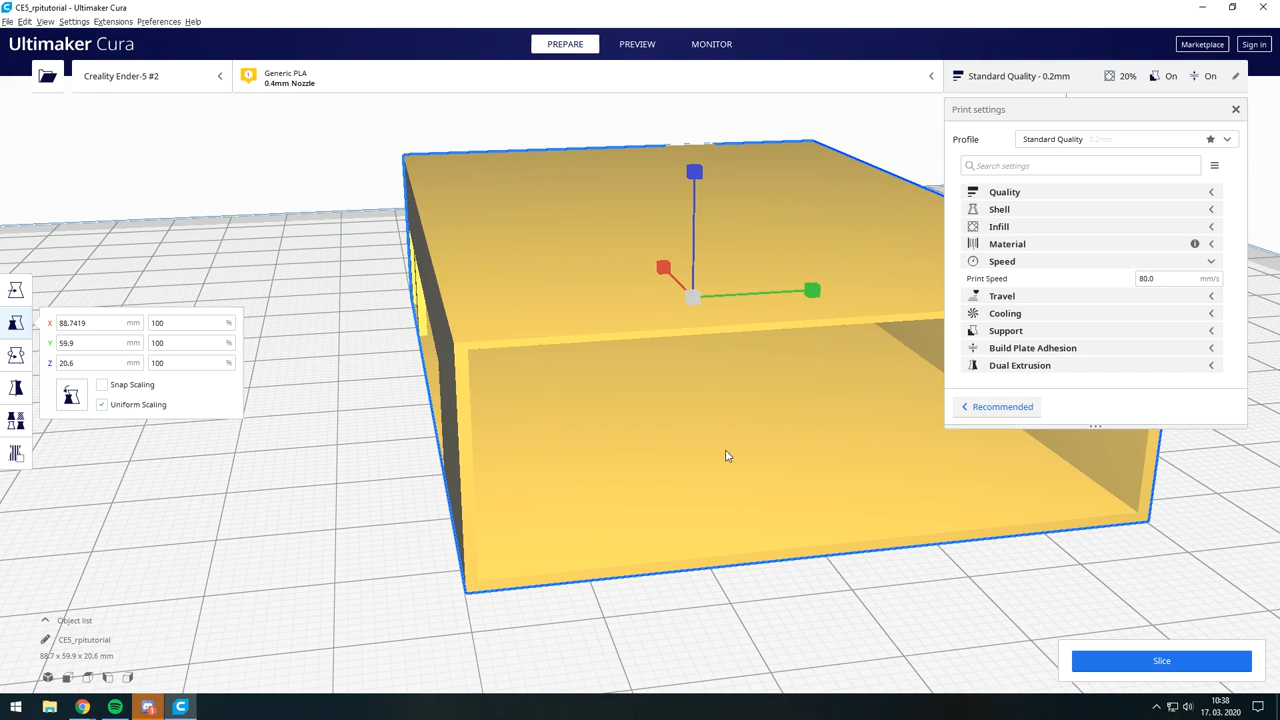 CE5_rpitutorial - Ultimaker Cura
File Edit View Settings Extensions Preferences Help
Ultimaker Cura
PREPARE
PREVIEW
MONITOR
Marketplace
Sign in
Creality Ender-5 #2
1
Generic PLA
0.4mm Nozzle
Standard Quality - 0.2mm
20%
On
On
Print settings
Profile
Standard Quality 0.2mm
Search settings
Quality
Shell
Infill
Material
Speed
Print Speed 80.0 mm/s
Travel
Cooling
Support
Build Plate Adhesion
Dual Extrusion
Recommended
X 88.7419 mm 100 %
Y 59.9 mm 100 %
Z 20.6 mm 100 %
Snap Scaling
Uniform Scaling
Object list
CE5_rpitutorial
88.7 x 59.9 x 20.6 mm
Slice
10:38
17. 03. 2020